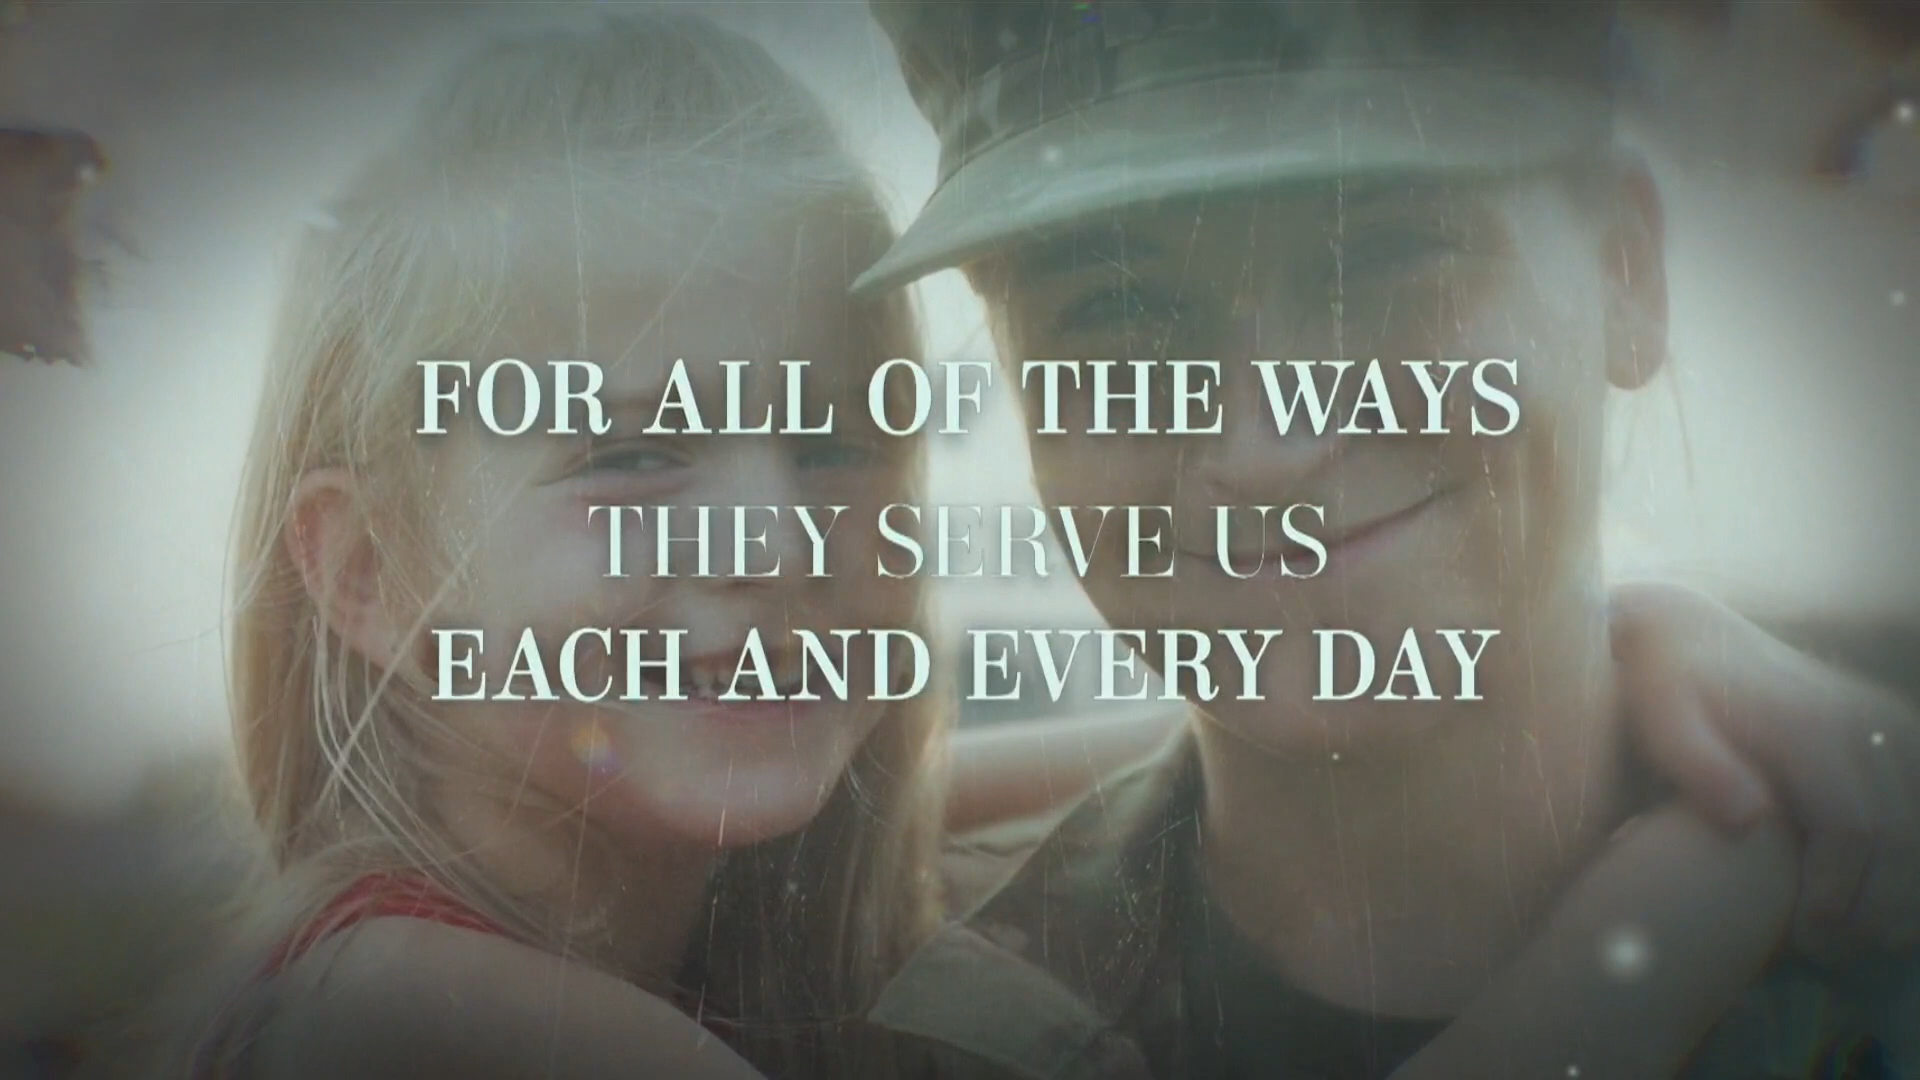 FOR ALL OF THE WAYS
THEY SERVE US
EACH AND EVERY DAY